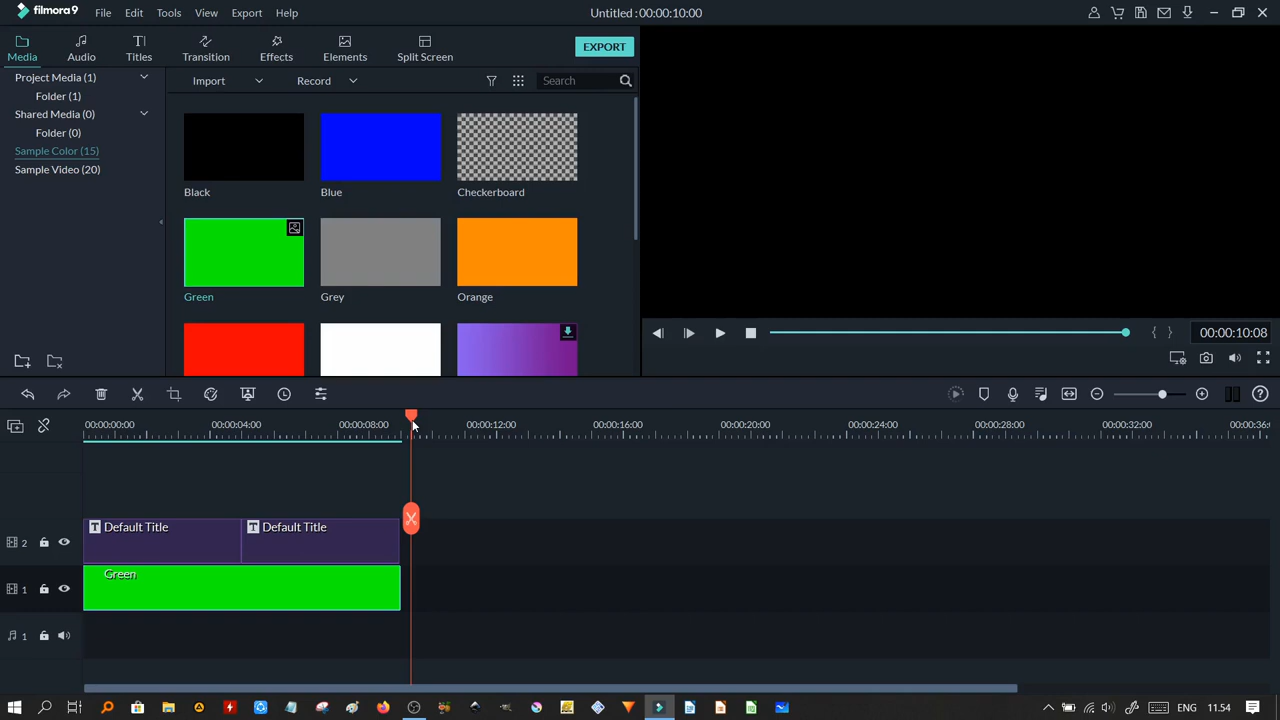 filmora9 File Edit Tools View Export Help Untitled : 00:00:10:00
Media Audio Titles Transition Effects Elements Split Screen EXPORT
Project Media (1)
Folder (1)
Shared Media (0)
Folder (0)
Sample Color (15)
Sample Video (20)
Import Record Search
Black Blue Checkerboard
Green Grey Orange
00:00:10:08
00:00:00:00 00:00:04:00 00:00:08:00 00:00:12:00 00:00:16:00 00:00:20:00 00:00:24:00 00:00:28:00 00:00:32:00 00:00:36:0
T Default Title T Default Title
2
Green
1
1
ENG 11.54